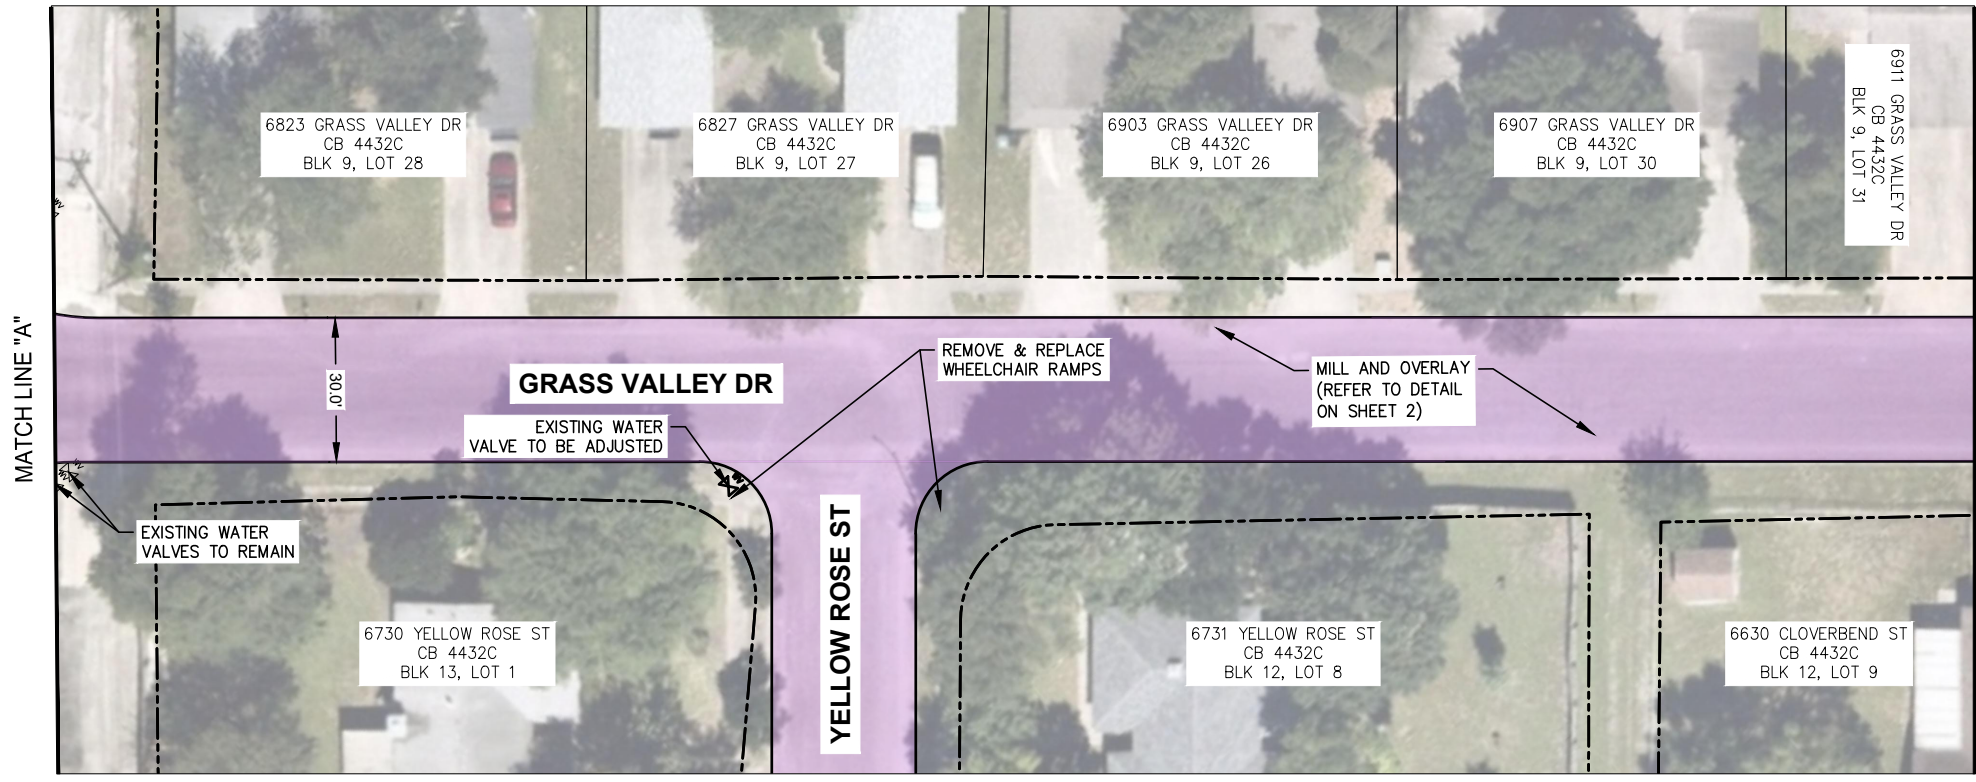 6823 GRASS VALLEY DR
CB 4432C
BLK 9, LOT 28
6827 GRASS VALLEY DR
CB 4432C
BLK 9, LOT 27
6903 GRASS VALLEEY DR
CB 4432C
BLK 9, LOT 26
6907 GRASS VALLEY DR
CB 4432C
BLK 9, LOT 30
6911 GRASS VALLEY DR
CB 4432C
BLK 9, LOT 31
MATCH LINE "A"
30.0'
GRASS VALLEY DR
REMOVE & REPLACE
WHEELCHAIR RAMPS
MILL AND OVERLAY
(REFER TO DETAIL
ON SHEET 2)
EXISTING WATER
VALVE TO BE ADJUSTED
W
W
W
W
EXISTING WATER
VALVES TO REMAIN
YELLOW ROSE ST
6730 YELLOW ROSE ST
CB 4432C
BLK 13, LOT 1
6731 YELLOW ROSE ST
CB 4432C
BLK 12, LOT 8
6630 CLOVERBEND ST
CB 4432C
BLK 12, LOT 9